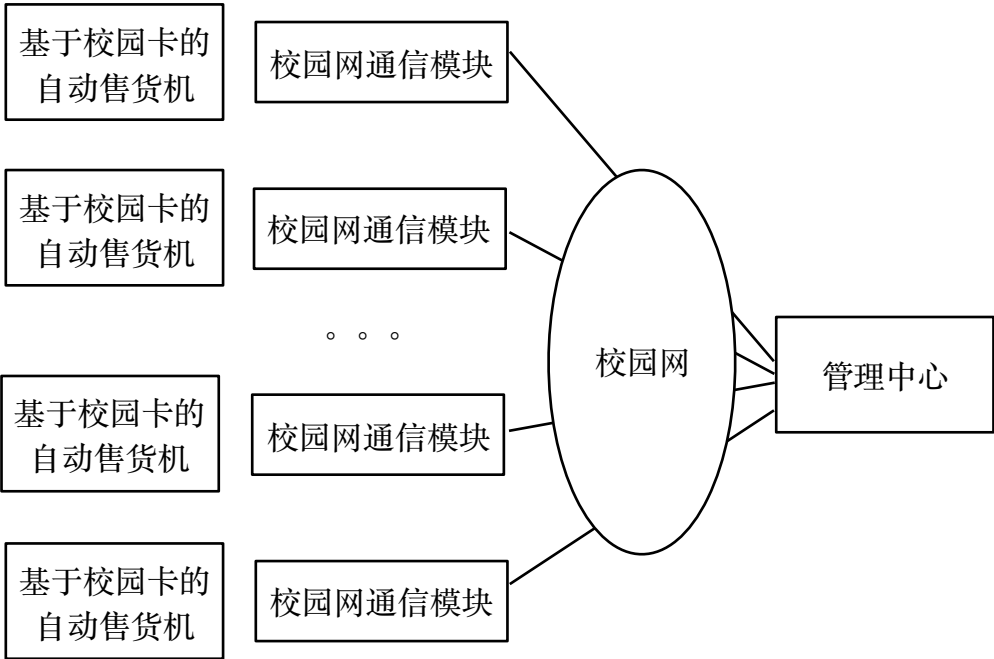 基于校园卡的
自动售货机
校园网通信模块
基于校园卡的
自动售货机
校园网通信模块
。。。
校园网
管理中心
基于校园卡的
自动售货机
校园网通信模块
基于校园卡的
自动售货机
校园网通信模块